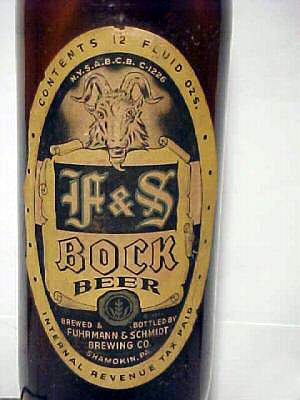 CONTENTS 12 FLUID OZS.
N.Y.S.A.B.C.B. C-1226
F & S
BOCK
BEER
BREWED & BOTTLED BY
FUHRMANN & SCHMIDT
BREWING CO.
SHAMOKIN, PA.
INTERNAL REVENUE TAX PAID